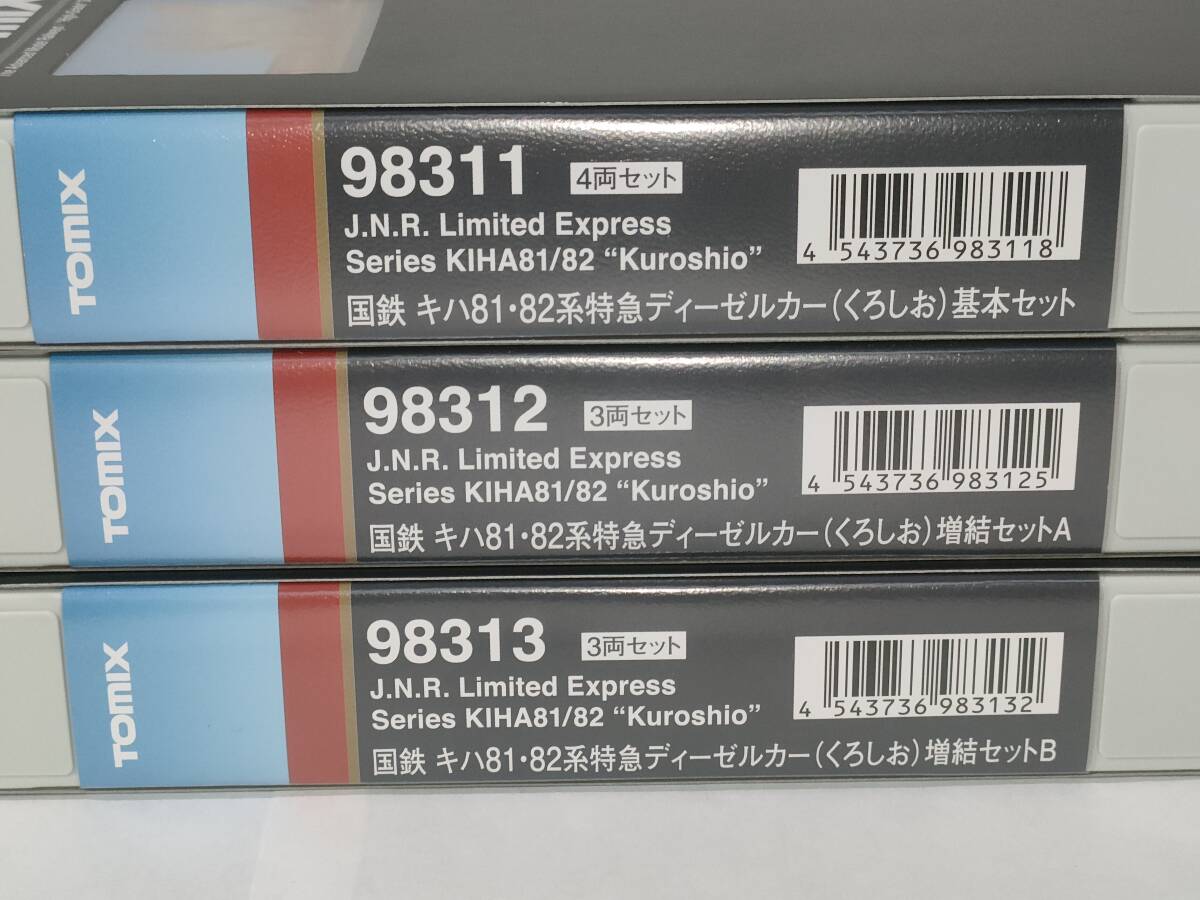 TOMIX
98311 4両セット
J.N.R. Limited Express
Series KIHA81/82 “Kuroshio”
国鉄 キハ81・82系特急ディーゼルカー(くろしお)基本セット
4 543736 983118
TOMIX
98312 3両セット
J.N.R. Limited Express
Series KIHA81/82 “Kuroshio”
国鉄 キハ81・82系特急ディーゼルカー(くろしお)増結セットA
4 543736 983125
TOMIX
98313 3両セット
J.N.R. Limited Express
Series KIHA81/82 “Kuroshio”
国鉄 キハ81・82系特急ディーゼルカー(くろしお)増結セットB
4 543736 983132